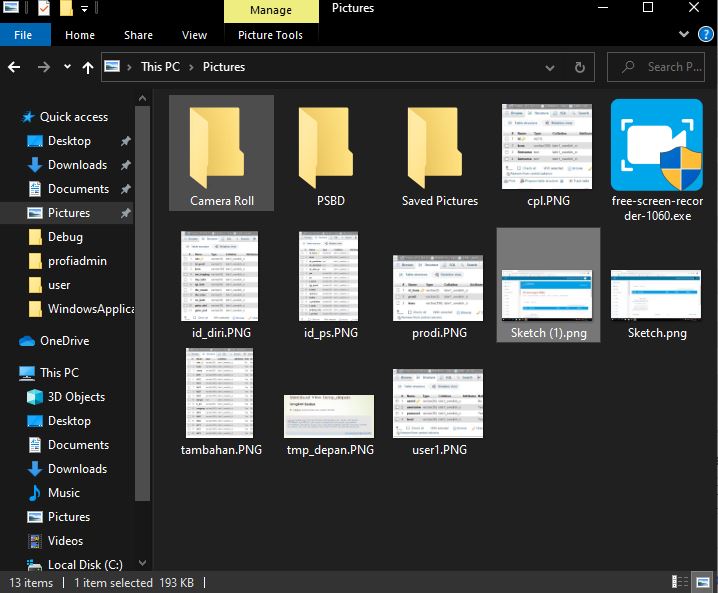 Manage
Pictures
File
Home
Share
View
Picture Tools
This PC
Pictures
Search P...
Quick access
Desktop
Downloads
Documents
Pictures
Debug
profiadmin
user
WindowsApplica
OneDrive
This PC
3D Objects
Desktop
Documents
Downloads
Music
Pictures
Videos
Local Disk (C:)
Camera Roll
PSBD
Saved Pictures
cpl.PNG
free-screen-reco
rder-1060.exe
id_diri.PNG
id_ps.PNG
prodi.PNG
Sketch (1).png
Sketch.png
tambahan.PNG
tmp_depan.PNG
user1.PNG
13 items
1 item selected 193 KB